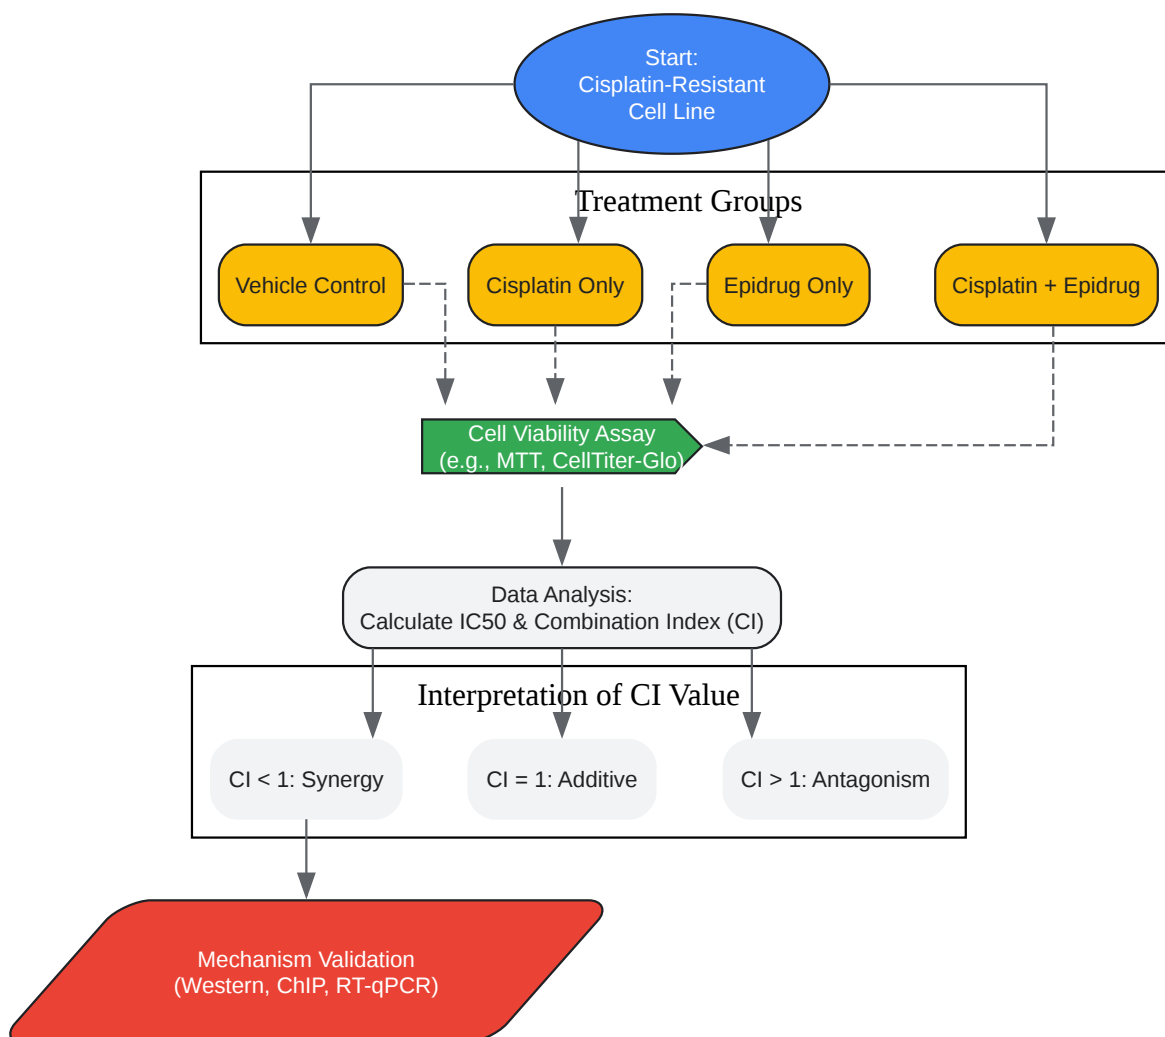 Start:
Cisplatin-Resistant
Cell Line
Treatment Groups
Vehicle Control
Cisplatin Only
Epidrug Only
Cisplatin + Epidrug
Cell Viability Assay
(e.g., MTT, CellTiter-Glo)
Data Analysis:
Calculate IC50 & Combination Index (CI)
Interpretation of CI Value
CI < 1: Synergy
CI = 1: Additive
CI > 1: Antagonism
Mechanism Validation
(Western, ChIP, RT-qPCR)